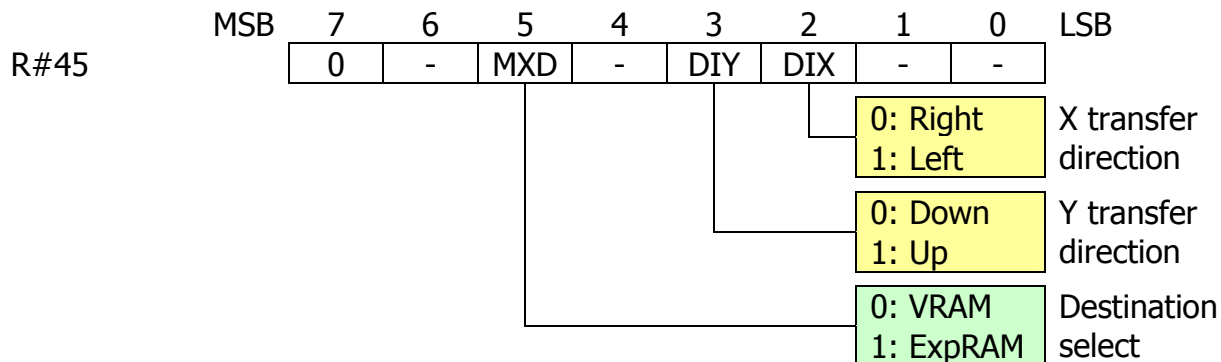 MSB 7 6 5 4 3 2 1 0 LSB
R#45 0 - MXD - DIY DIX - -
0: Right X transfer
1: Left direction
0: Down Y transfer
1: Up direction
0: VRAM Destination
1: ExpRAM select